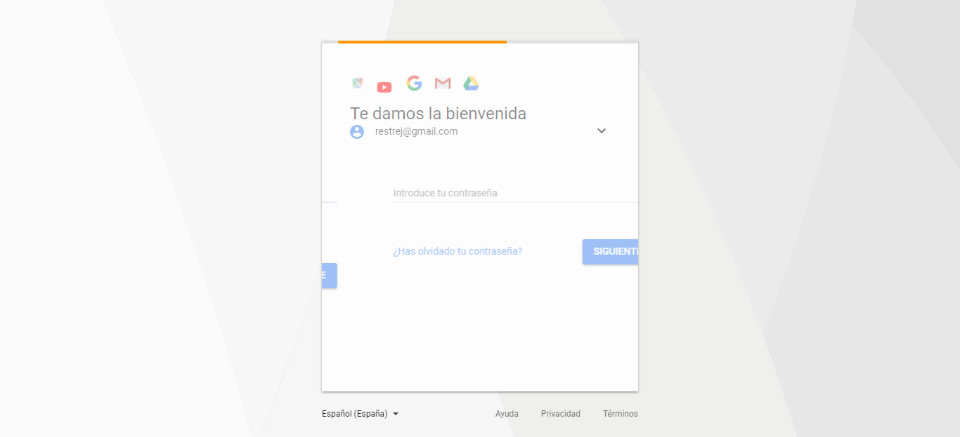 Te damos la bienvenida
restrej@gmail.com
Introduce tu contraseña
¿Has olvidado tu contraseña?
SIGUIENT
E
Español (España)
Ayuda
Privacidad
Términos